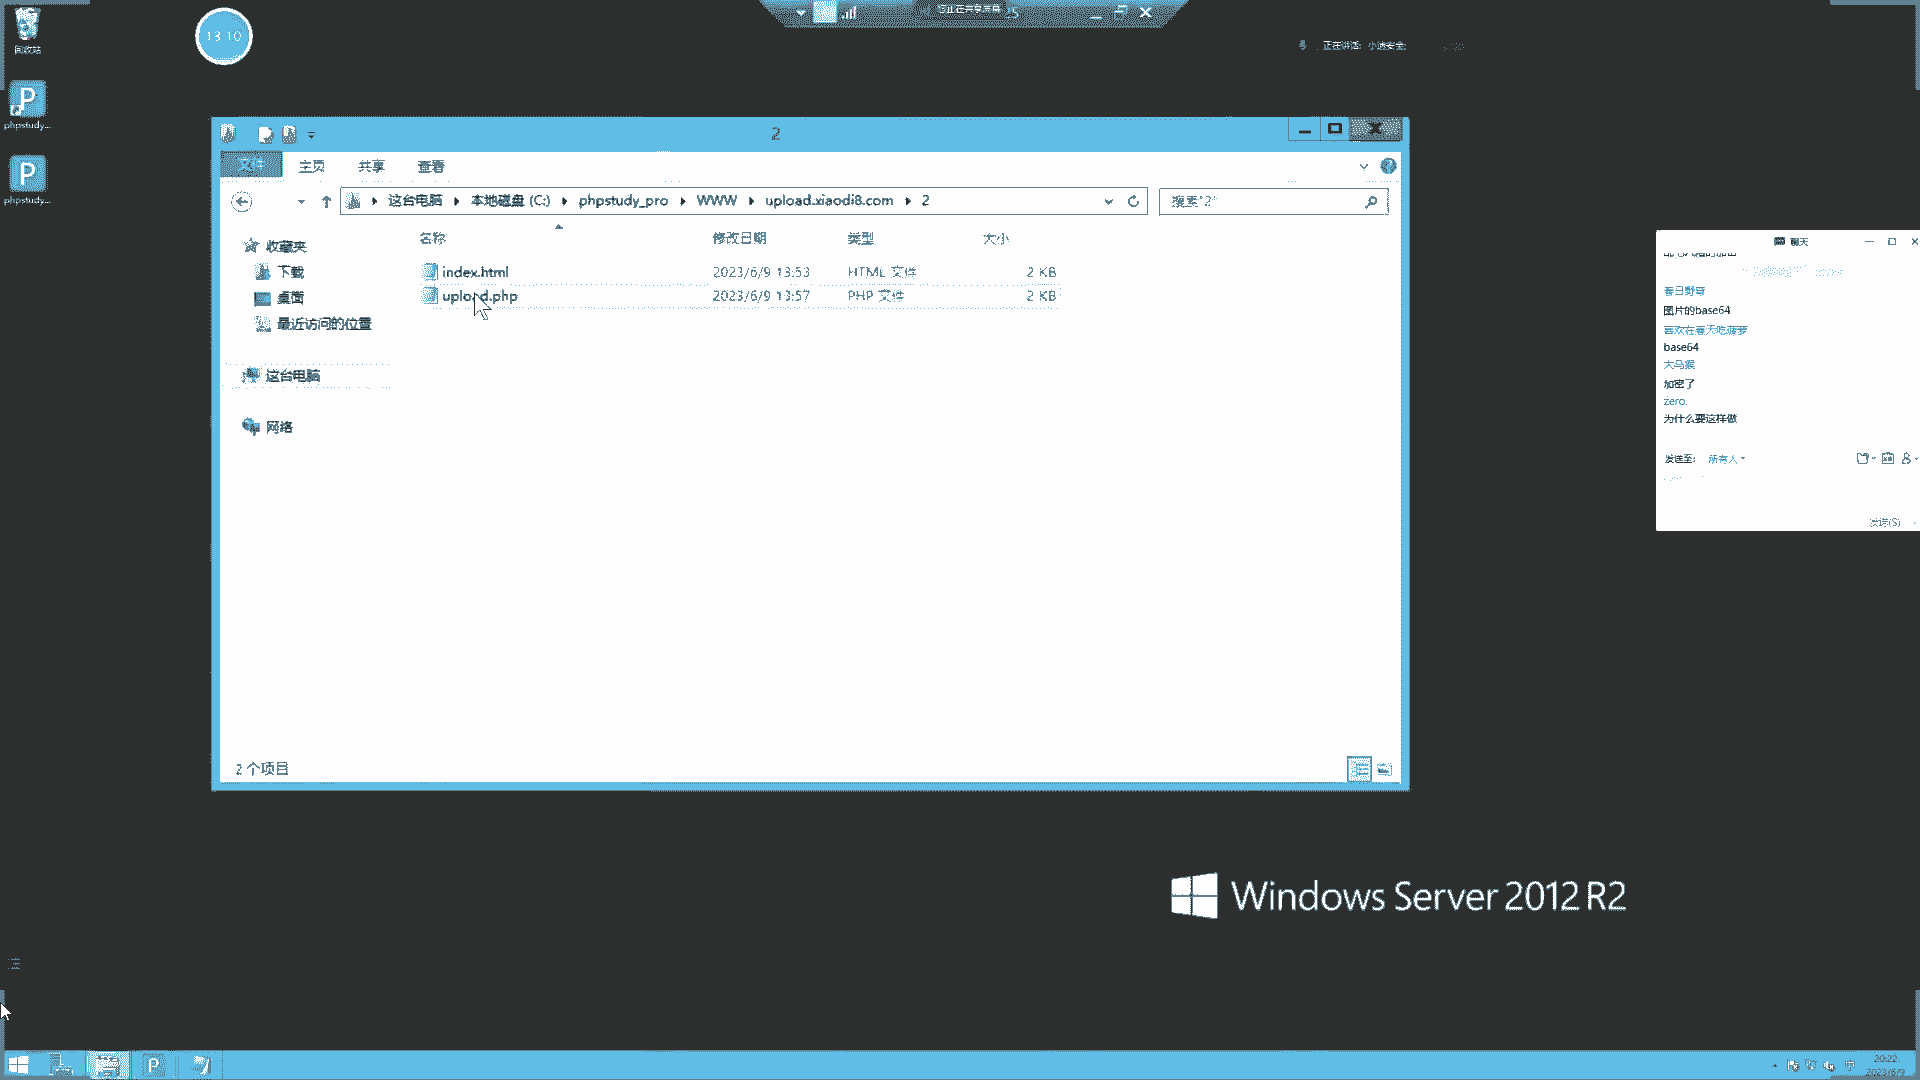 回收站
phpstudy...
phpstudy...
13 10
您正在共享屏幕
正在讲话: 小迪安全;
2
文件 主页 共享 查看
这台电脑 本地磁盘 (C:) phpstudy_pro WWW upload.xiaodi8.com 2
搜索"2"
名称 修改日期 类型 大小
index.html 2023/6/9 13:53 HTML 文件 2 KB
upload.php 2023/6/9 13:57 PHP 文件 2 KB
收藏夹
下载
桌面
最近访问的位置
这台电脑
网络
2 个项目
聊天
春日野穹
图片的base64
喜欢在春天吃菠萝
base64
大马猴
加密了
zero.
为什么要这样做
发送至: 所有人
发送(S)
Windows Server 2012 R2
20:22
2023/6/9